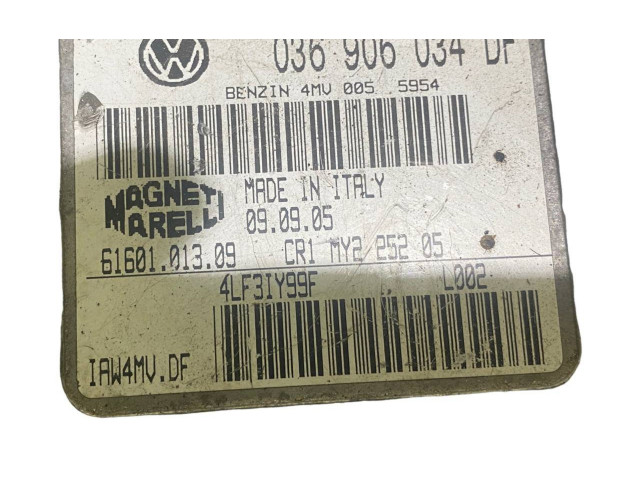 036 906 034 DF
BENZIN 4MV 005 5954
MAGNETI
MARELLI
MADE IN ITALY
09.09.05
61601.013.09 CR1 MY2 252 05
4LF3IY99F L002
IAW4MV.DF